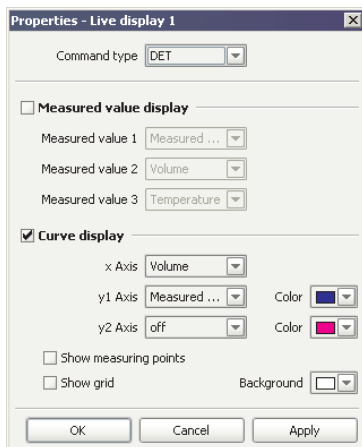 Properties - Live display 1
Command type DET
Measured value display
Measured value 1 Measured ...
Measured value 2 Volume
Measured value 3 Temperature
Curve display
x Axis Volume
y1 Axis Measured ... Color
y2 Axis off Color
Show measuring points
Show grid Background
OK Cancel Apply